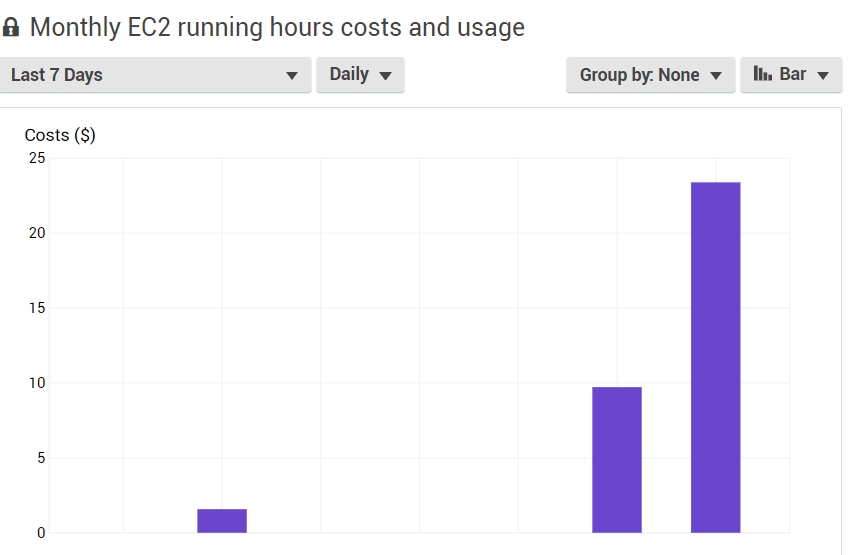 Monthly EC2 running hours costs and usage
Last 7 Days
Daily
Group by: None
Bar
Costs ($)
25
20
15
10
5
0